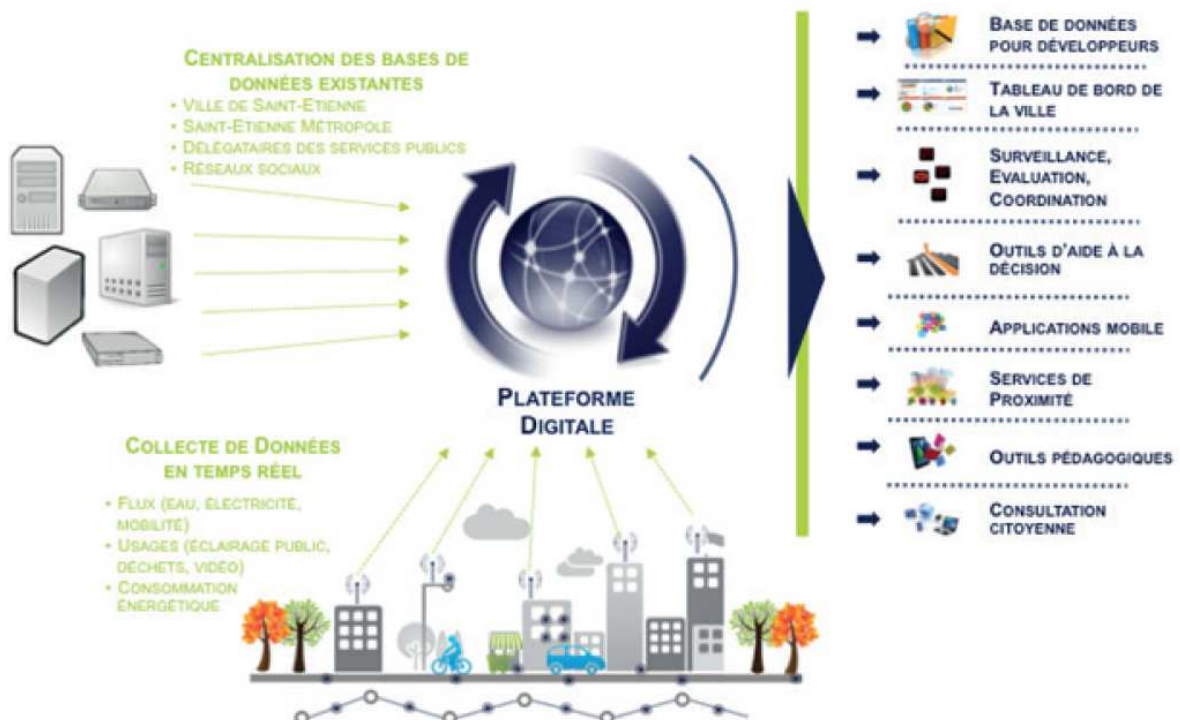 CENTRALISATION DES BASES DE
DONNÉES EXISTANTES
• VILLE DE SAINT-ETIENNE
• SAINT-ETIENNE MÉTROPOLE
• DÉLÉGATAIRES DES SERVICES PUBLICS
• RÉSEAUX SOCIAUX
PLATEFORME
DIGITALE
COLLECTE DE DONNÉES
EN TEMPS RÉEL
• FLUX (EAU, ÉLECTRICITÉ,
MOBILITÉ)
• USAGES (ÉCLAIRAGE PUBLIC,
DÉCHETS, VIDÉO)
• CONSOMMATION
ÉNERGÉTIQUE
BASE DE DONNÉES
POUR DÉVELOPPEURS
TABLEAU DE BORD DE
LA VILLE
SURVEILLANCE,
EVALUATION,
COORDINATION
OUTILS D'AIDE À LA
DÉCISION
APPLICATIONS MOBILE
SERVICES DE
PROXIMITÉ
OUTILS PÉDAGOGIQUES
CONSULTATION
CITOYENNE